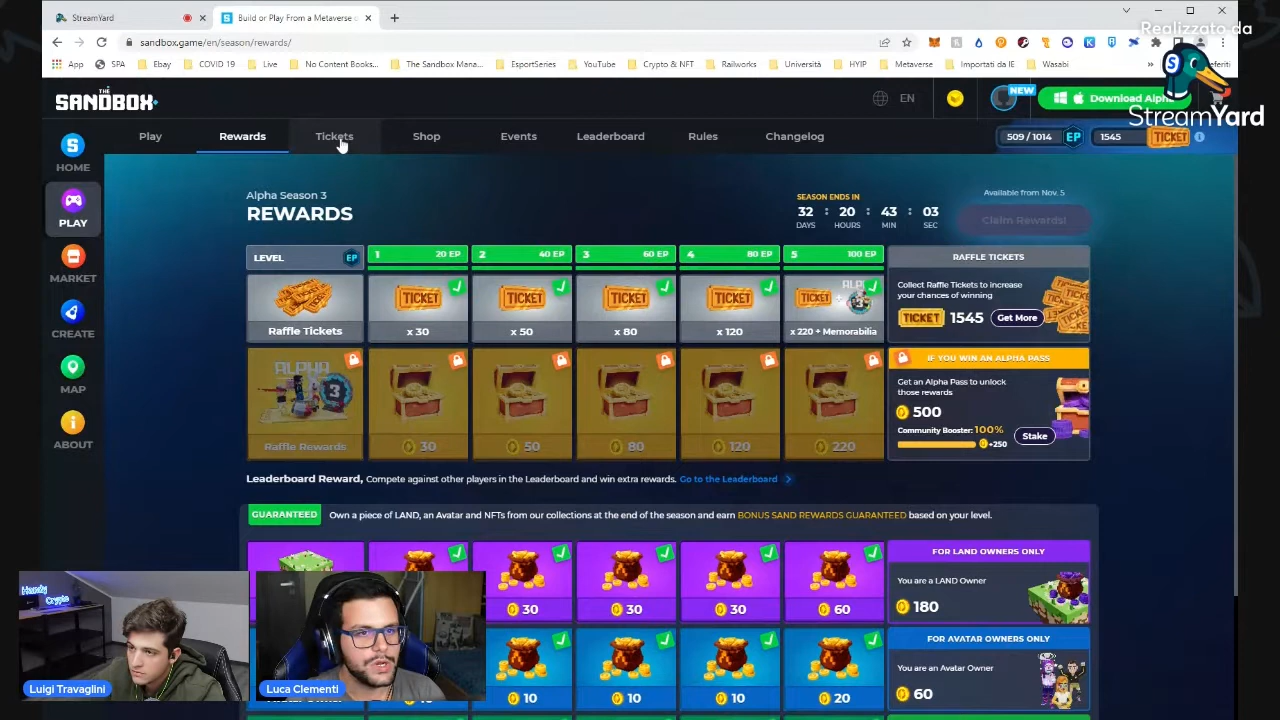 StreamYard
Build or Play From a Metaverse c
sandbox.game/en/season/rewards/
Realizzato da
StreamYard
App
SPA
Ebay
COVID 19
Live
No Content Books...
The Sandbox Mana...
EsportSeries
YouTube
Crypto & NFT
Railworks
Università
HYIP
Metaverse
Importati da IE
Wasabi
»
THE
SANDBOX
EN
NEW
Download Alpha
Play
Rewards
Tickets
Shop
Events
Leaderboard
Rules
Changelog
509 / 1014 EP
1545 TICKET
HOME
PLAY
MARKET
CREATE
MAP
ABOUT
Alpha Season 3
REWARDS
SEASON ENDS IN
32 : 20 : 43 : 03
DAYS HOURS MIN SEC
Available from Nov. 5
Claim Rewards!
LEVEL EP
1 20 EP
2 40 EP
3 60 EP
4 80 EP
5 100 EP
Raffle Tickets
TICKET
x 30
TICKET
x 50
TICKET
x 80
TICKET
x 120
TICKET
x 220 + Memorabilia
RAFFLE TICKETS
Collect Raffle Tickets to increase
your chances of winning
TICKET 1545 Get More
ALPHA
3
Raffle Rewards
30
50
80
120
220
IF YOU WIN AN ALPHA PASS
Get an Alpha Pass to unlock
those rewards
500
Community Booster: 100%
+250
Stake
Leaderboard Reward, Compete against other players in the Leaderboard and win extra rewards. Go to the Leaderboard
GUARANTEED Own a piece of LAND, an Avatar and NFTs from our collections at the end of the season and earn BONUS SAND REWARDS GUARANTEED based on your level.
30
30
30
60
FOR LAND OWNERS ONLY
You are a LAND Owner
180
10
10
10
20
FOR AVATAR OWNERS ONLY
You are an Avatar Owner
60
Handy
Crypto
Luigi Travaglini
Luca Clementi